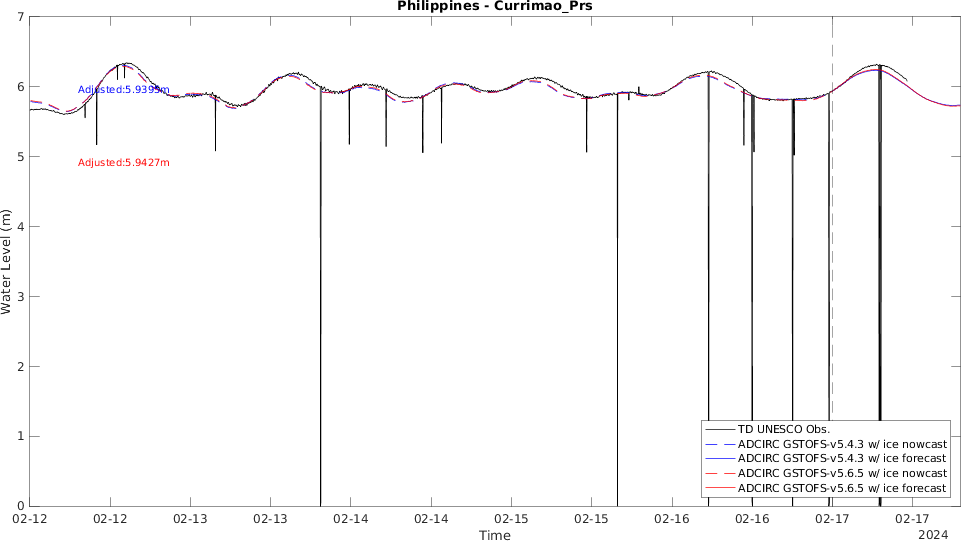 Philippines - Currimao_Prs
Water Level (m)
7
6
5
4
3
2
1
0
Adjusted:5.9395m
Adjusted:5.9427m
TD UNESCO Obs.
ADCIRC GSTOFS-v5.4.3 w/ ice nowcast
ADCIRC GSTOFS-v5.4.3 w/ ice forecast
ADCIRC GSTOFS-v5.6.5 w/ ice nowcast
ADCIRC GSTOFS-v5.6.5 w/ ice forecast
02-12 02-12 02-13 02-13 02-14 02-14 02-15 02-15 02-16 02-16 02-17 02-17
Time
2024